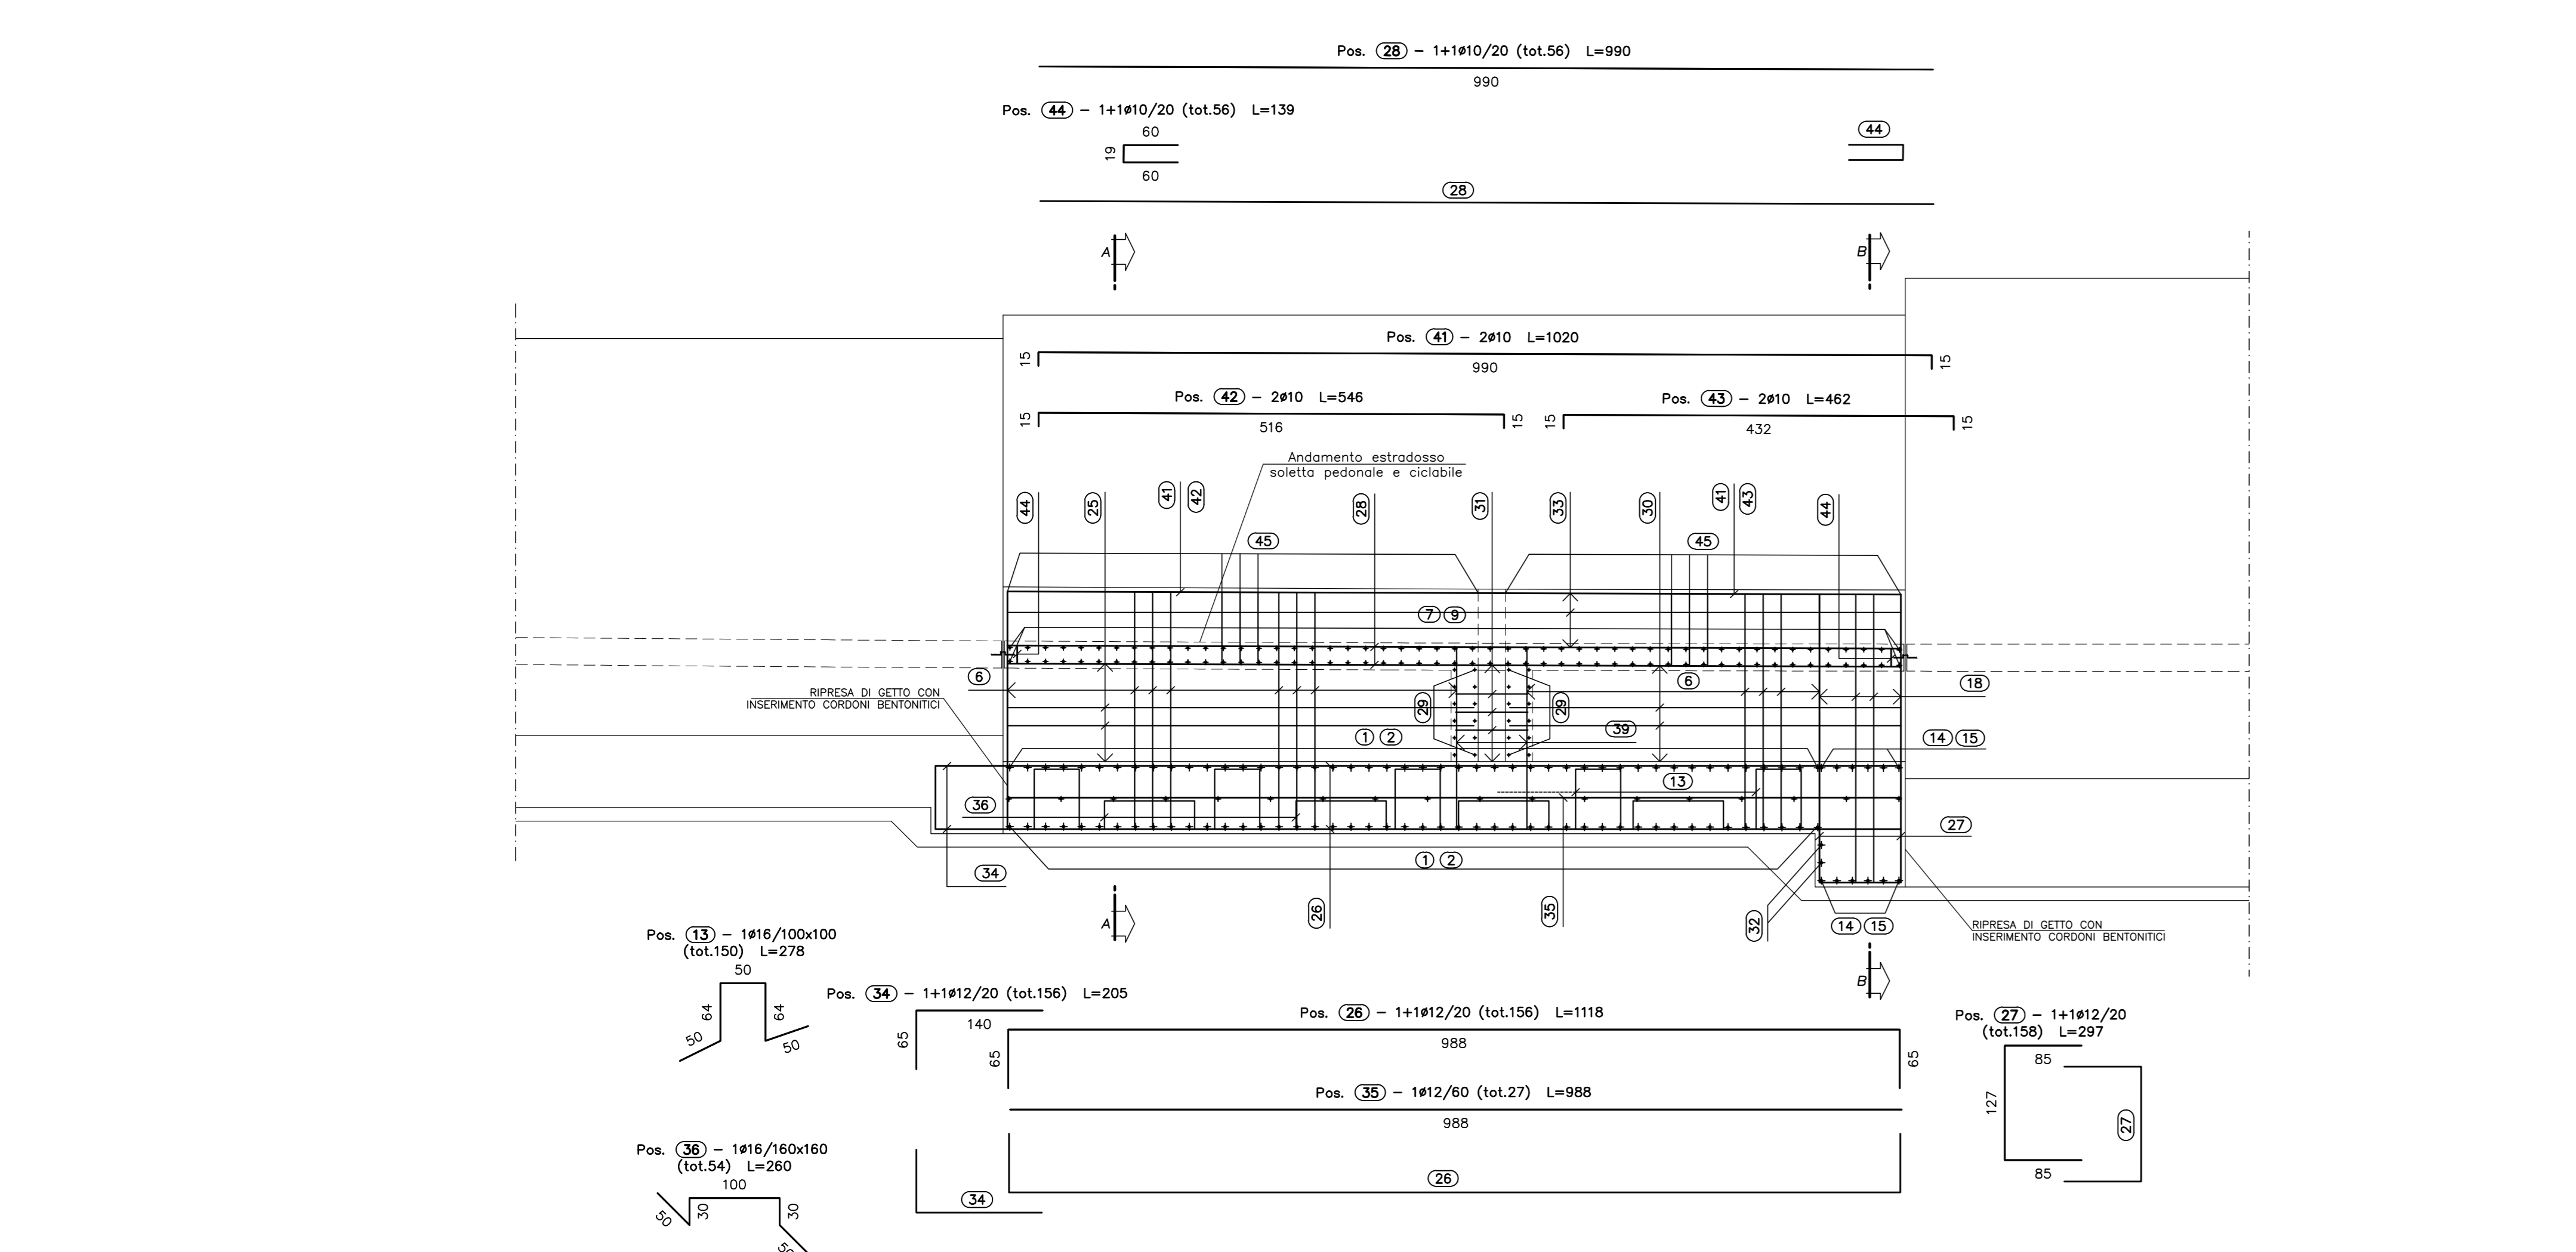 Pos. 28 – 1+1ø10/20 (tot.56) L=990
990
Pos. 44 – 1+1ø10/20 (tot.56) L=139
60
19
60
44
28
A
B
Pos. 41 – 2ø10 L=1020
15
990
15
Pos. 42 – 2ø10 L=546
15
516
15
Pos. 43 – 2ø10 L=462
15
432
15
Andamento estradosso
soletta pedonale e ciclabile
44
25
41
42
28
31
33
30
41
43
44
45
45
7 9
6
6
18
RIPRESA DI GETTO CON
INSERIMENTO CORDONI BENTONITICI
29
29
39
1 2
14 15
13
36
27
1 2
34
26
35
32
14 15
RIPRESA DI GETTO CON
INSERIMENTO CORDONI BENTONITICI
A
B
Pos. 13 – 1ø16/100x100
(tot.150) L=278
50
64
64
50
50
Pos. 34 – 1+1ø12/20 (tot.156) L=205
140
65
Pos. 26 – 1+1ø12/20 (tot.156) L=1118
988
65
65
Pos. 35 – 1ø12/60 (tot.27) L=988
988
26
34
Pos. 27 – 1+1ø12/20
(tot.158) L=297
85
127
27
85
Pos. 36 – 1ø16/160x160
(tot.54) L=260
100
30
30
50
50